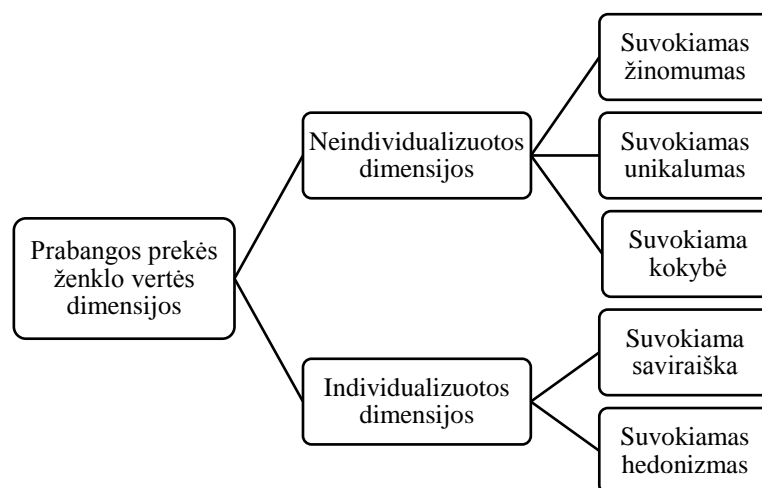 Prabangos prekės
ženklo vertės
dimensijos
Neindividualizuotos
dimensijos
Suvokiamas
žinomumas
Suvokiamas
unikalumas
Suvokiama
kokybė
Individualizuotos
dimensijos
Suvokiama
saviraiška
Suvokiamas
hedonizmas